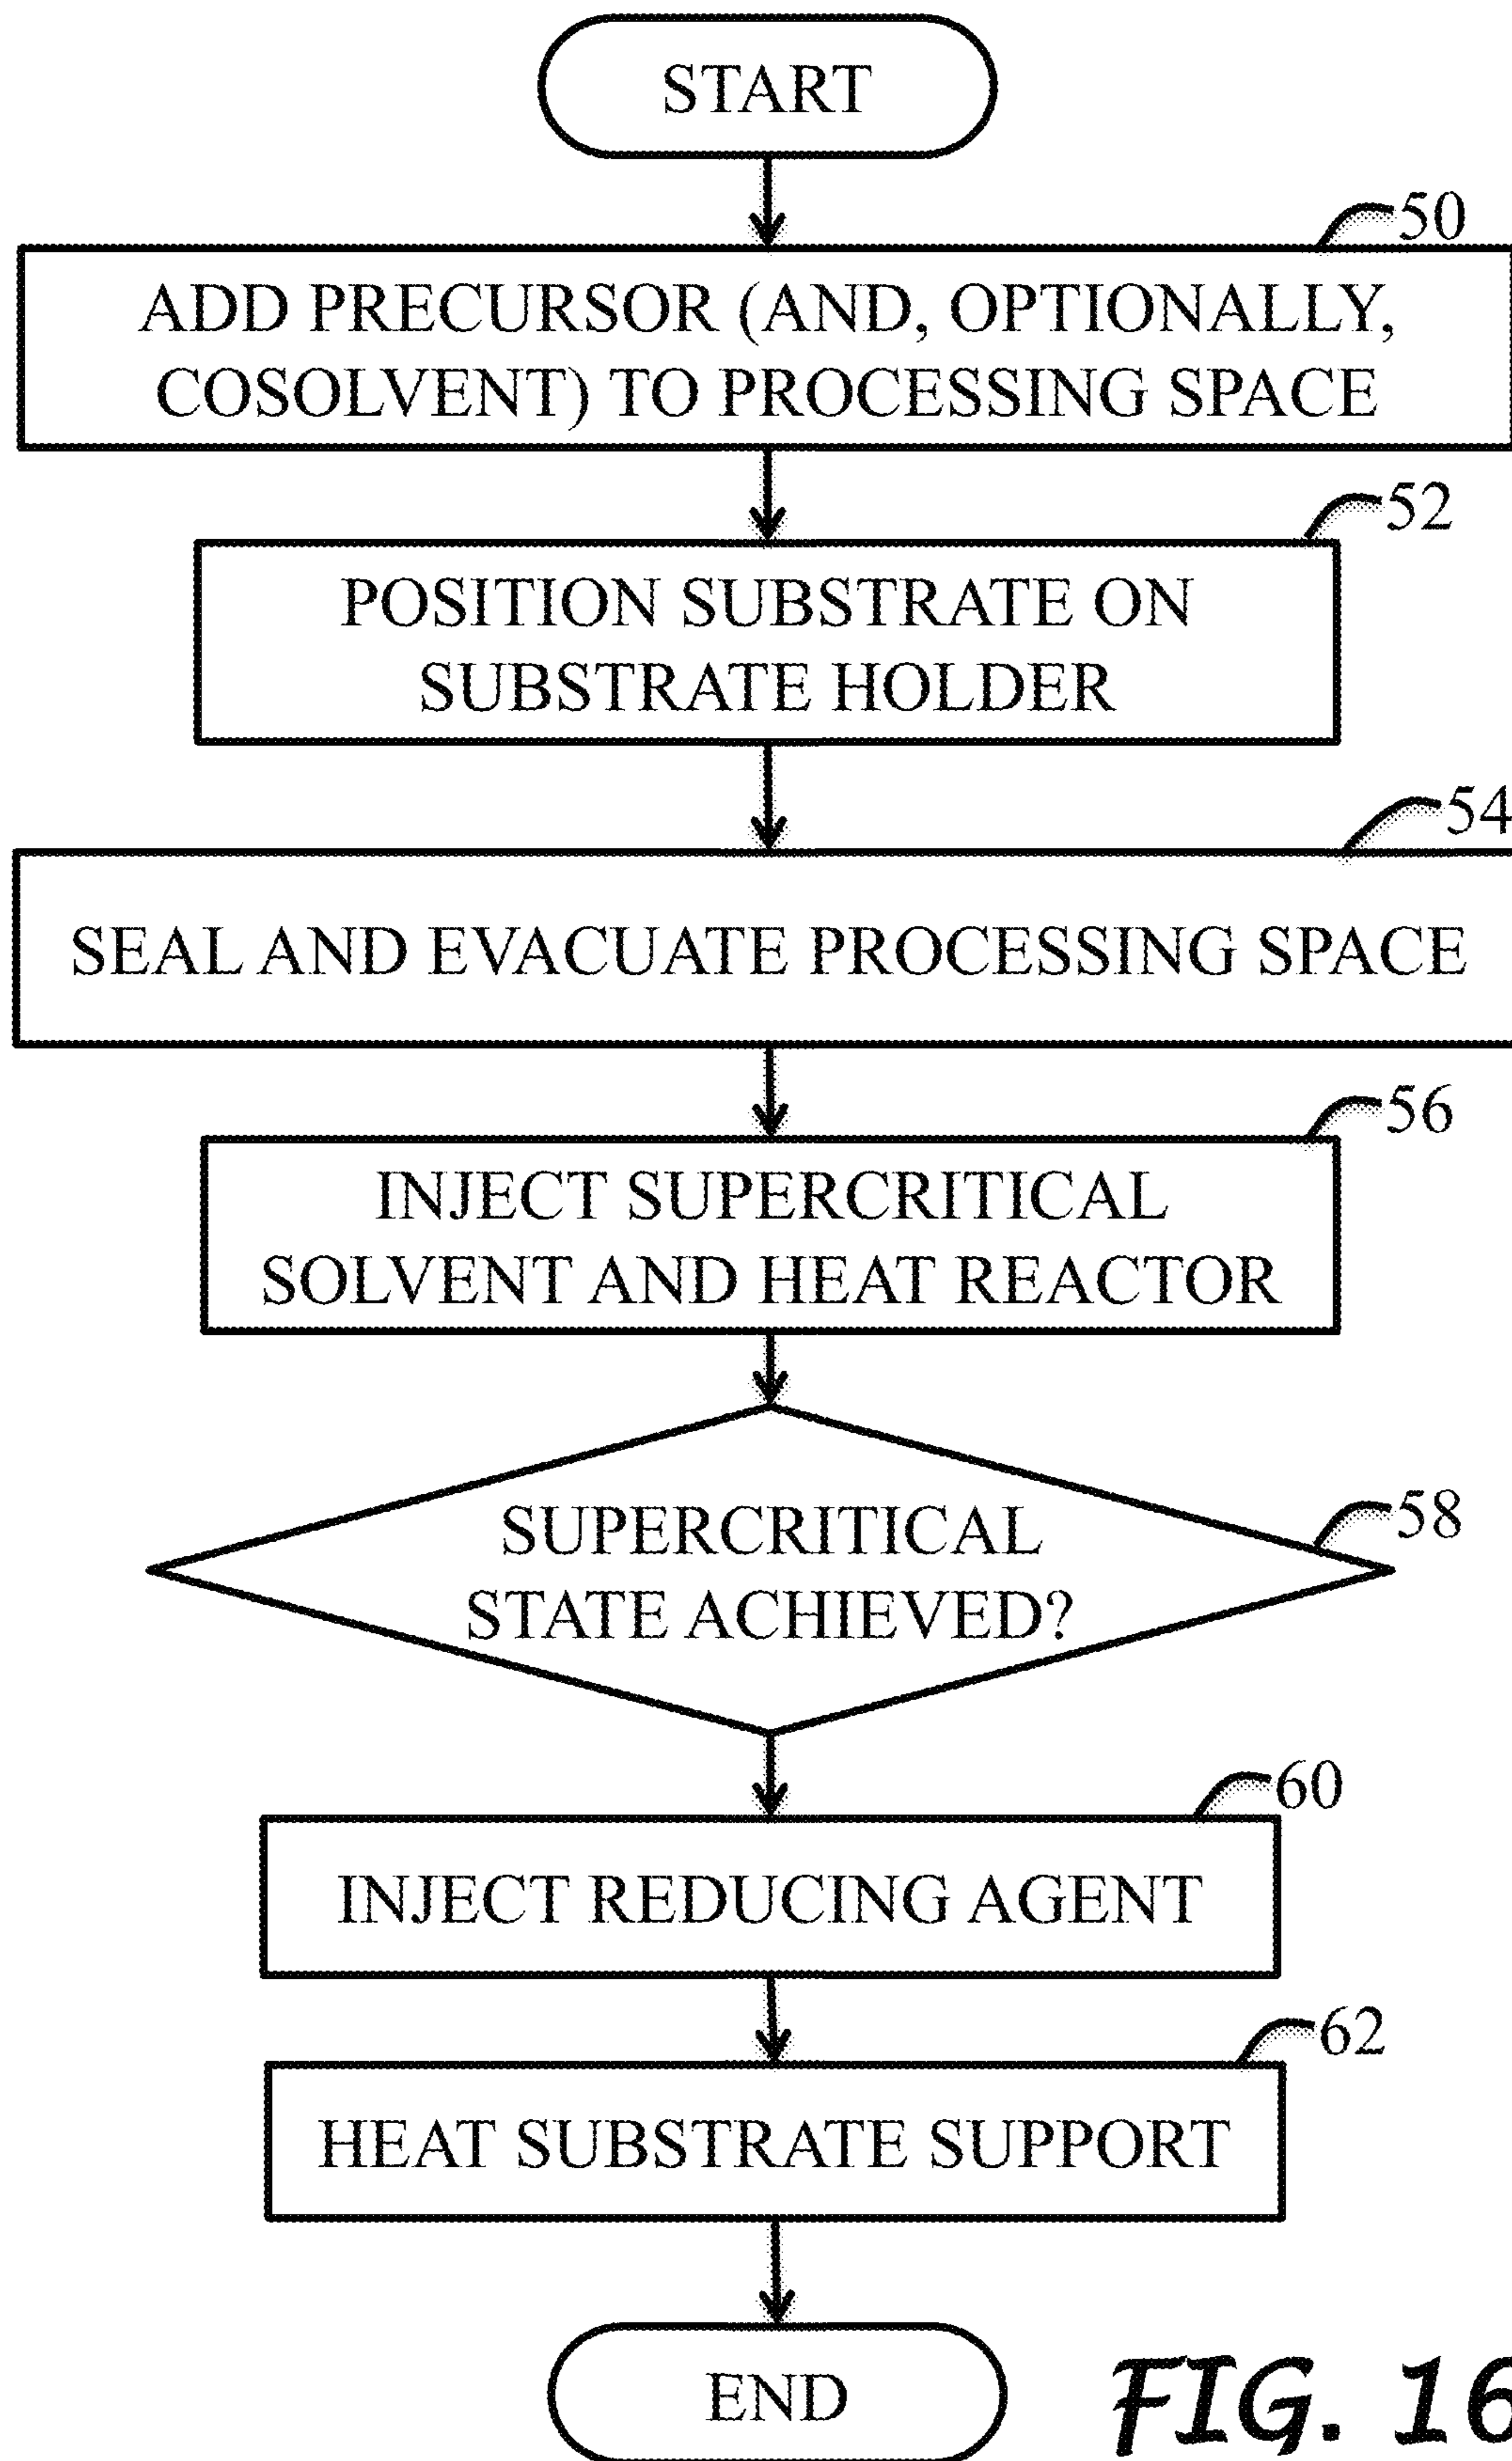 START
50
ADD PRECURSOR (AND, OPTIONALLY,
COSOLVENT) TO PROCESSING SPACE
52
POSITION SUBSTRATE ON
SUBSTRATE HOLDER
54
SEAL AND EVACUATE PROCESSING SPACE
56
INJECT SUPERCRITICAL
SOLVENT AND HEAT REACTOR
58
SUPERCRITICAL
STATE ACHIEVED?
60
INJECT REDUCING AGENT
62
HEAT SUBSTRATE SUPPORT
END
FIG. 16